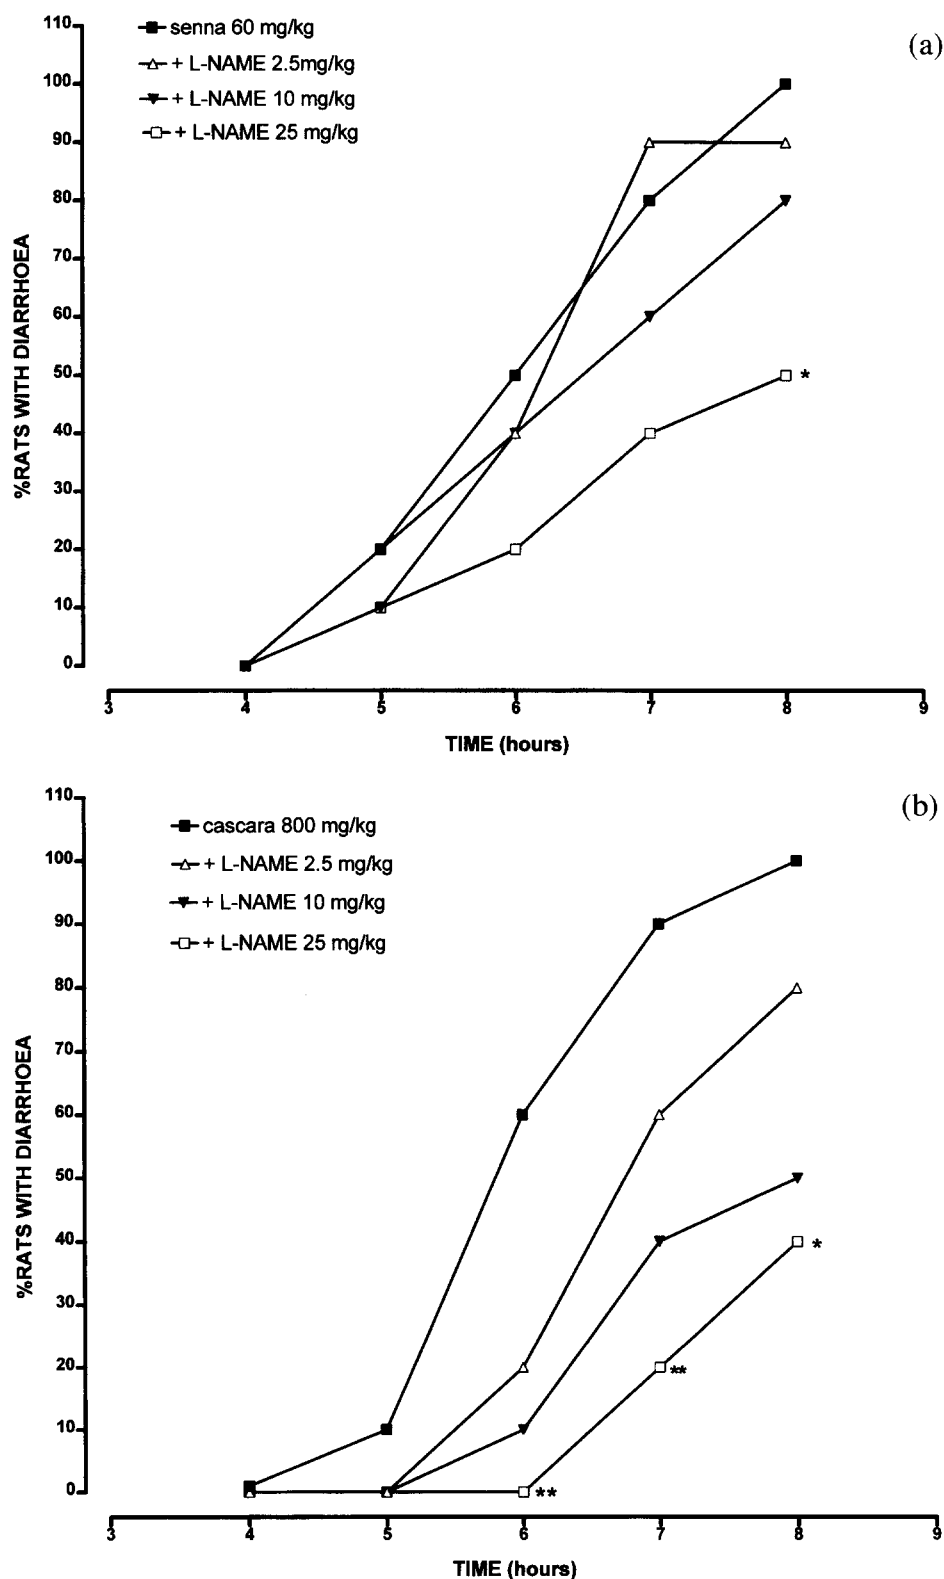 (a)
senna 60 mg/kg
+ L-NAME 2.5mg/kg
+ L-NAME 10 mg/kg
+ L-NAME 25 mg/kg
%RATS WITH DIARRHOEA
110
100
90
80
70
60
50
40
30
20
10
0
*
3 4 5 6 7 8 9
TIME (hours)
(b)
cascara 800 mg/kg
+ L-NAME 2.5 mg/kg
+ L-NAME 10 mg/kg
+ L-NAME 25 mg/kg
%RATS WITH DIARRHOEA
110
100
90
80
70
60
50
40
30
20
10
0
*
**
**
3 4 5 6 7 8 9
TIME (hours)